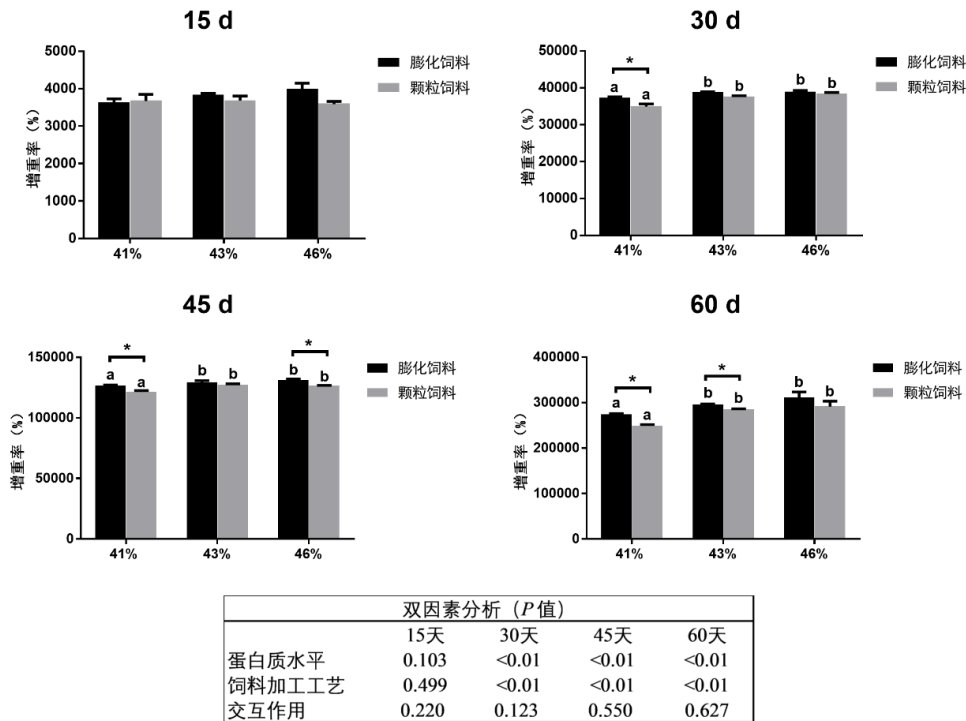 15 d
5000
4000
3000
2000
1000
0
增重率（%）
41%
43%
46%
膨化饲料
颗粒饲料
30 d
50000
40000
30000
20000
10000
0
增重率（%）
*
a
a
b
b
b
b
41%
43%
46%
膨化饲料
颗粒饲料
45 d
150000
100000
50000
0
增重率（%）
*
a
a
b
b
*
b
b
41%
43%
46%
膨化饲料
颗粒饲料
60 d
400000
300000
200000
100000
0
增重率（%）
*
a
a
*
b
b
b
b
41%
43%
46%
膨化饲料
颗粒饲料
双因素分析（P 值）
15天 30天 45天 60天
蛋白质水平 0.103 <0.01 <0.01 <0.01
饲料加工工艺 0.499 <0.01 <0.01 <0.01
交互作用 0.220 0.123 0.550 0.627